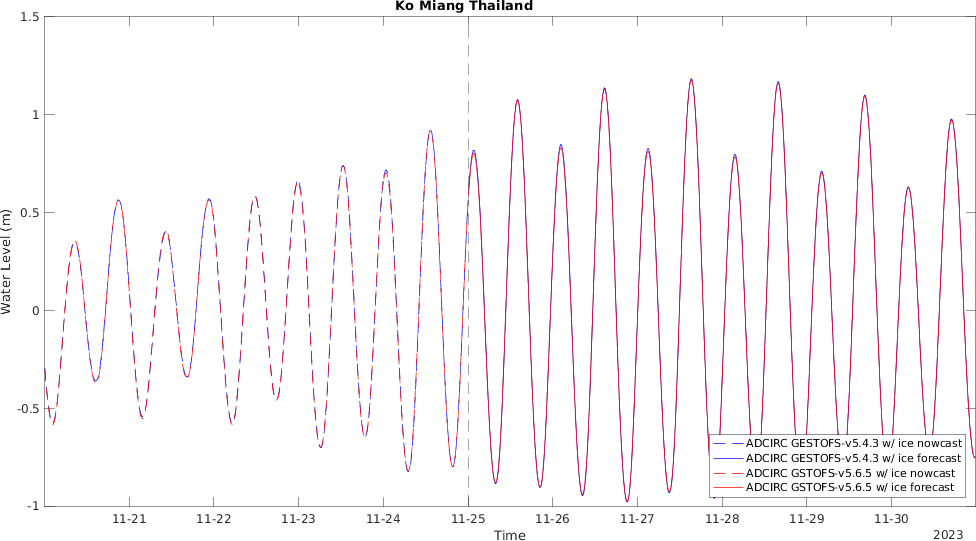 Ko Miang Thailand
1.5
1
0.5
0
-0.5
-1
Water Level (m)
11-21
11-22
11-23
11-24
11-25
11-26
11-27
11-28
11-29
11-30
Time
2023
ADCIRC GESTOFS-v5.4.3 w/ ice nowcast
ADCIRC GESTOFS-v5.4.3 w/ ice forecast
ADCIRC GSTOFS-v5.6.5 w/ ice nowcast
ADCIRC GSTOFS-v5.6.5 w/ ice forecast